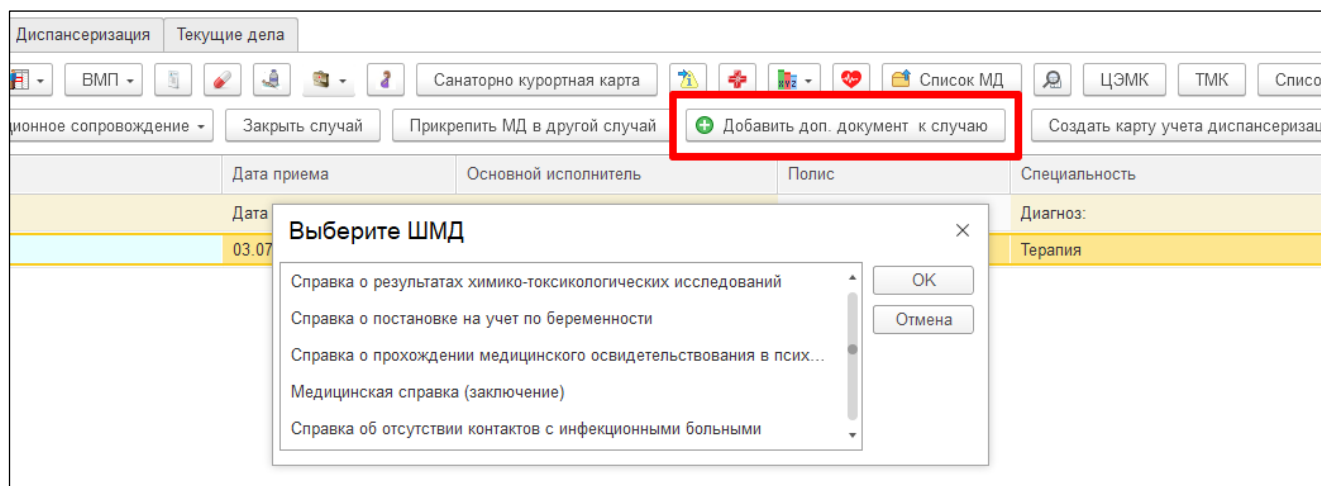 Диспансеризация Текущие дела
ВМП Санаторно курортная карта Список МД ЦЭМК ТМК Списо
ционное сопровождение Закрыть случай Прикрепить МД в другой случай Добавить доп. документ к случаю Создать карту учета диспансеризац
Дата приема Основной исполнитель Полис Специальность
Дата Диагноз:
Выберите ШМД
03.07 Терапия
Справка о результатах химико-токсикологических исследований OK
Справка о постановке на учет по беременности Отмена
Справка о прохождении медицинского освидетельствования в псих...
Медицинская справка (заключение)
Справка об отсутствии контактов с инфекционными больными